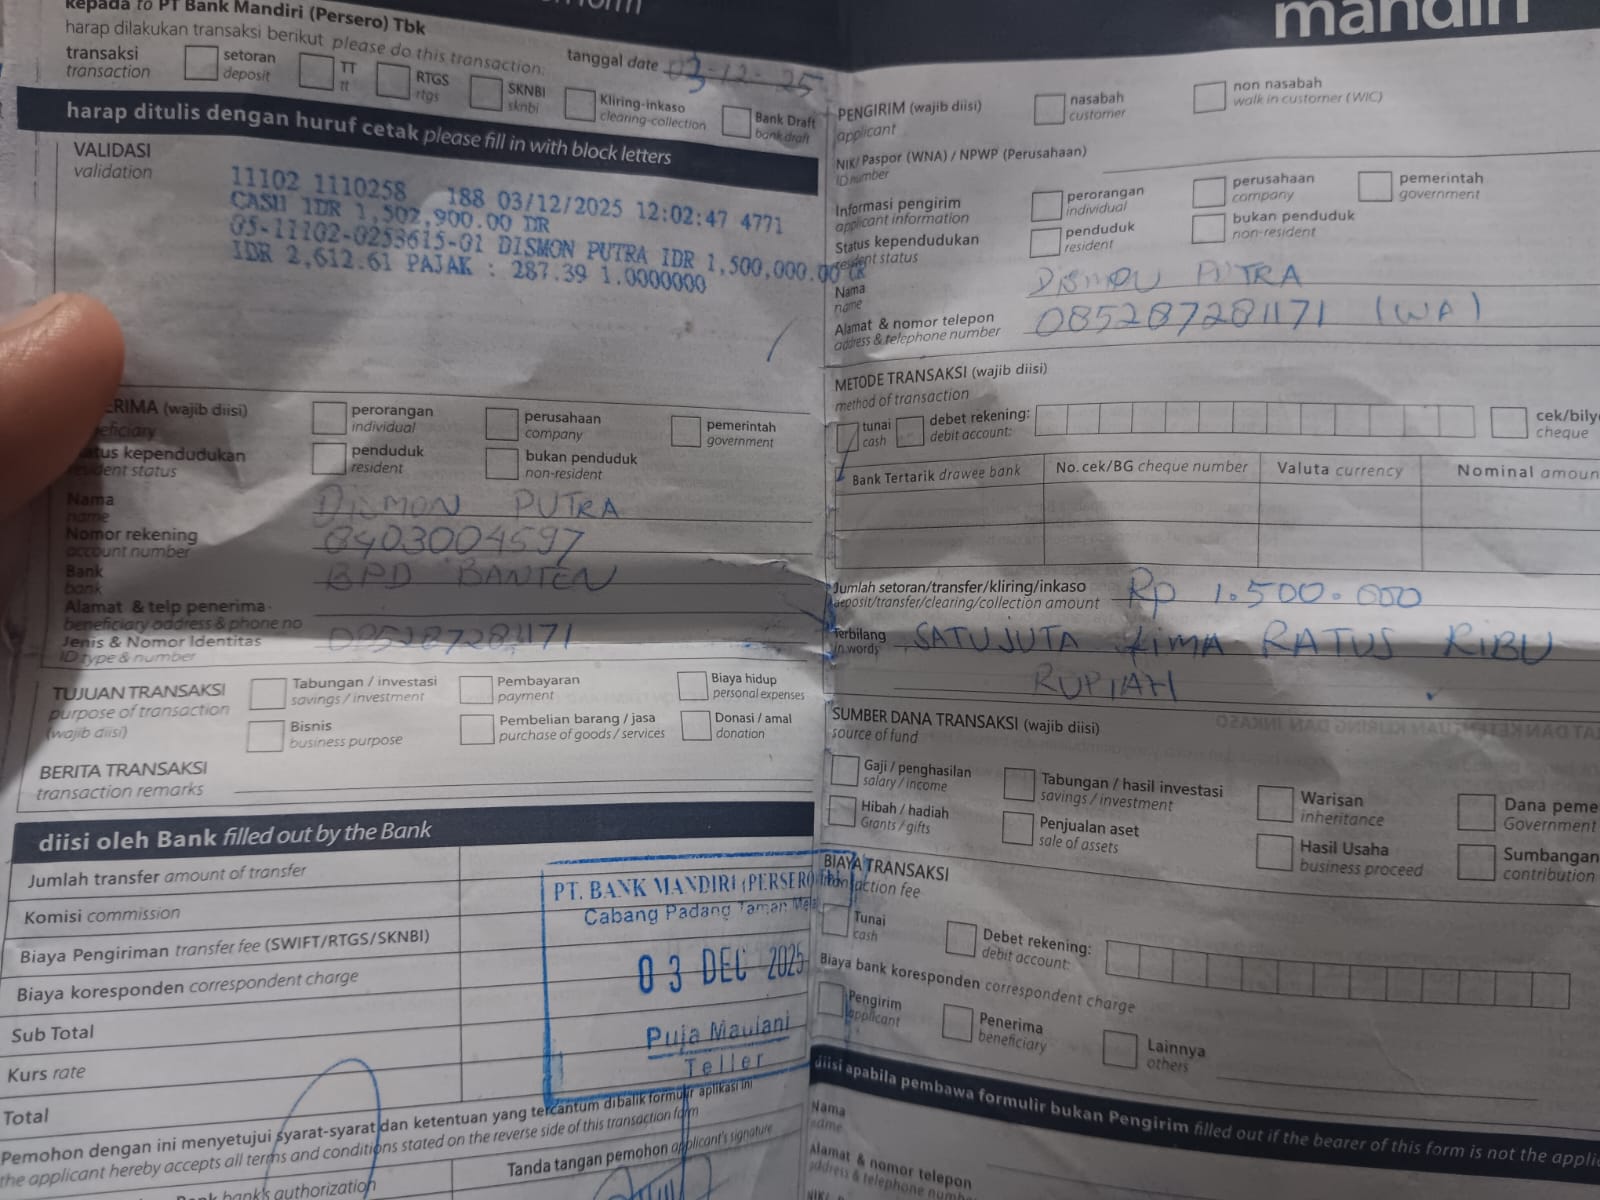 kepada to PT Bank Mandiri (Persero) Tbk
harap dilakukan transaksi berikut please do this transaction:
tanggal date 03-12-25
transaksi
transaction
setoran
deposit
TT
tt
RTGS
rtgs
SKNBI
sknbi
Kliring-inkaso
clearing-collection
Bank Draft
bank draft
harap ditulis dengan huruf cetak please fill in with block letters
VALIDASI
validation
11102 1110258 188 03/12/2025 12:02:47 4771
CASH IDR 1,502,900.00 DR
05-11102-0253615-01 DISMON PUTRA IDR 1,500,000.00 CR
IDR 2,612.61 PAJAK : 287.39 1.0000000
ERIMA (wajib diisi)
eficiary
perorangan
individual
perusahaan
company
pemerintah
government
atus kependudukan
resident status
penduduk
resident
bukan penduduk
non-resident
Nama
name
DISMON PUTRA
Nomor rekening
account number
8403004597
Bank
bank
BPD BANTEN
Alamat & telp penerima
beneficiary address & phone no
Jenis & Nomor Identitas
ID type & number
085287281171
TUJUAN TRANSAKSI
purpose of transaction
(wajib diisi)
Tabungan / investasi
savings / investment
Pembayaran
payment
Biaya hidup
personal expenses
Bisnis
business purpose
Pembelian barang / jasa
purchase of goods / services
Donasi / amal
donation
BERITA TRANSAKSI
transaction remarks
diisi oleh Bank filled out by the Bank
Jumlah transfer amount of transfer
Komisi commission
Biaya Pengiriman transfer fee (SWIFT/RTGS/SKNBI)
Biaya koresponden correspondent charge
Sub Total
Kurs rate
Total
PT. BANK MANDIRI (PERSERO)
Cabang Padang Taman
03 DEC 2025
Puja Maulani
Teller
Pemohon dengan ini menyetujui syarat-syarat dan ketentuan yang tercantum dibalik formulir aplikasi ini
the applicant hereby accepts all terms and conditions stated on the reverse side of this transaction form
bank's authorization
Tanda tangan pemohon applicant's signature
mandiri
PENGIRIM (wajib diisi)
applicant
nasabah
customer
non nasabah
walk in customer (WIC)
NIK/ Paspor (WNA) / NPWP (Perusahaan)
ID number
Informasi pengirim
applicant information
perorangan
individual
perusahaan
company
pemerintah
government
Status kependudukan
resident status
penduduk
resident
bukan penduduk
non-resident
Nama
name
DISMON PUTRA
Alamat & nomor telepon
address & telephone number
085287281171 (WA)
METODE TRANSAKSI (wajib diisi)
method of transaction
tunai
cash
debet rekening:
debit account:
cek/bily
cheque
Bank Tertarik drawee bank
No. cek/BG cheque number
Valuta currency
Nominal amoun
Jumlah setoran/transfer/kliring/inkaso
deposit/transfer/clearing/collection amount
Rp 1.500.000
Terbilang
in words
SATU JUTA LIMA RATUS RIBU
RUPIAH
SUMBER DANA TRANSAKSI (wajib diisi)
source of fund
Gaji / penghasilan
salary / income
Tabungan / hasil investasi
savings / investment
Warisan
inheritance
Dana peme
Government
Hibah / hadiah
Grants / gifts
Penjualan aset
sale of assets
Hasil Usaha
business proceed
Sumbangan
contribution
BIAYA TRANSAKSI
transaction fee
Tunai
cash
Debet rekening:
debit account:
Biaya bank koresponden correspondent charge
Pengirim
applicant
Penerima
beneficiary
Lainnya
others
diisi apabila pembawa formulir bukan Pengirim filled out if the bearer of this form is not the applic
Nama
name
Alamat & nomor telepon
address & telephone number